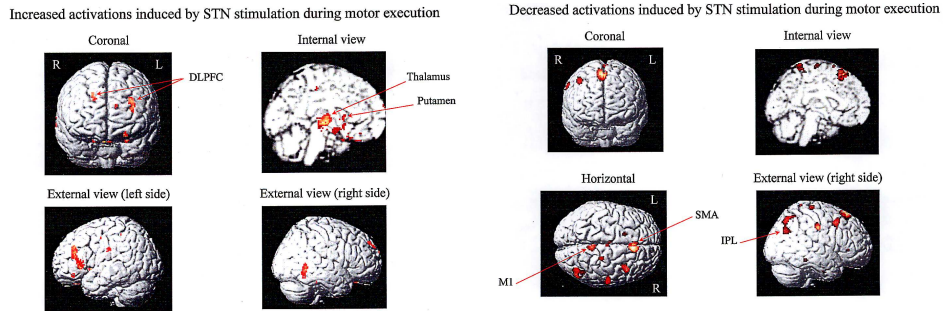 Increased activations induced by STN stimulation during motor execution
Coronal
Internal view
R
L
DLPFC
Thalamus
Putamen
External view (left side)
External view (right side)
Decreased activations induced by STN stimulation during motor execution
Coronal
Internal view
R
L
Horizontal
External view (right side)
L
SMA
IPL
M1
R